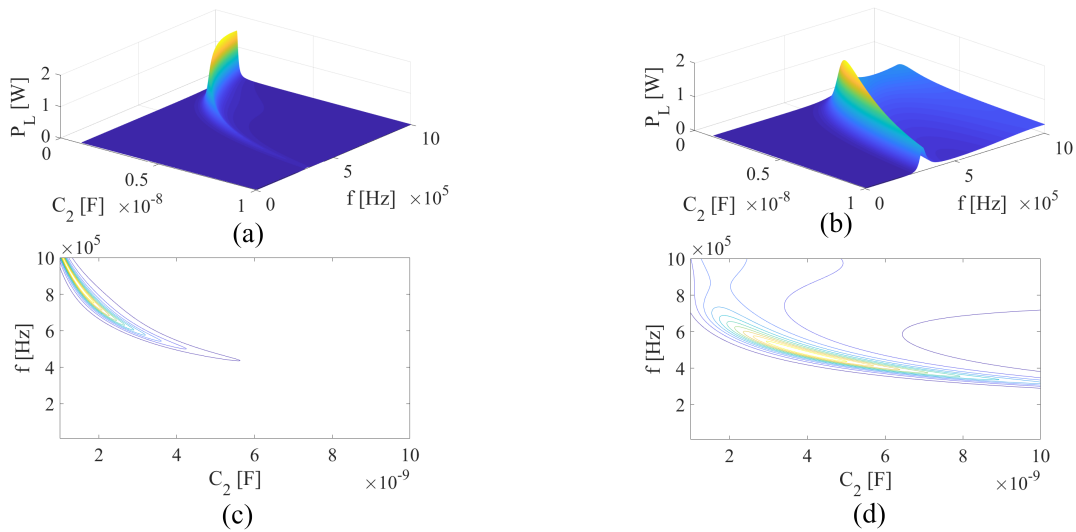 2
P_L [W]
1
0
0
0.5
C_2 [F] ×10^-8
1
0
5
10
f [Hz] ×10^5
(a)
2
P_L [W]
1
0
0
0.5
C_2 [F] ×10^-8
1
0
5
10
f [Hz] ×10^5
(b)
×10^5
10
8
6
4
2
f [Hz]
2 4 6 8 10
C_2 [F] ×10^-9
(c)
×10^5
10
8
6
4
2
f [Hz]
2 4 6 8 10
C_2 [F] ×10^-9
(d)